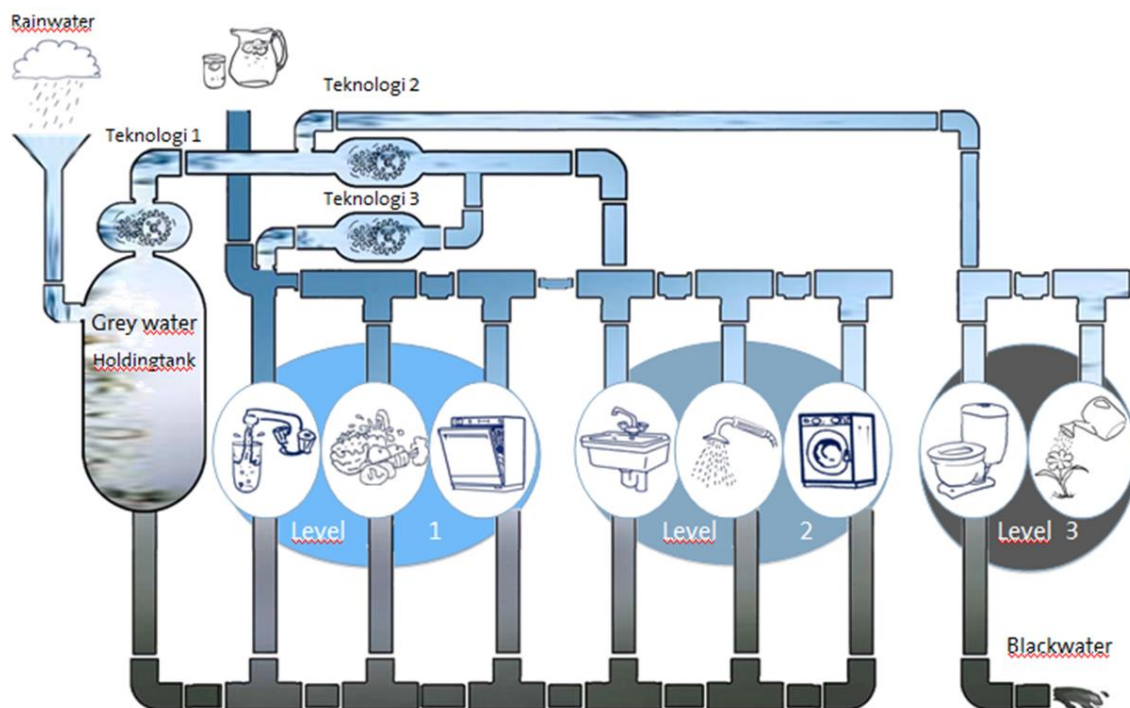 Rainwater
Teknologi 2
Teknologi 1
Teknologi 3
Grey water
Holdingtank
Level 1
Level 2
Level 3
Blackwater